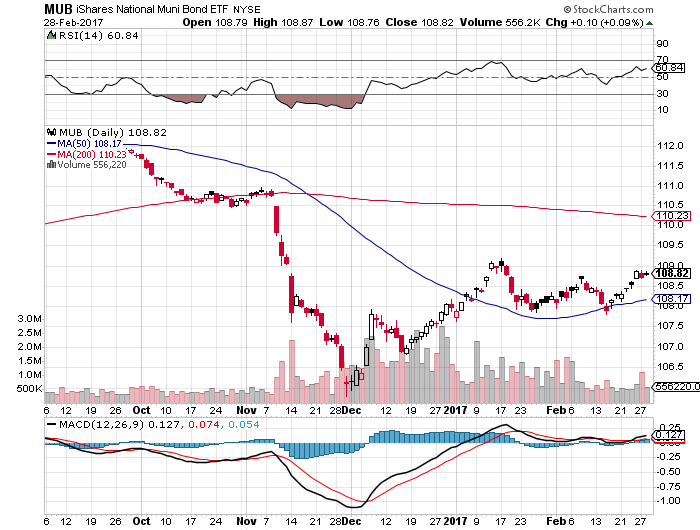 MUB iShares National Muni Bond ETF NYSE © StockCharts.com
28-Feb-2017 Open 108.79 High 108.87 Low 108.76 Close 108.82 Volume 556.2K Chg +0.10 (+0.09%)
RSI(14) 60.84
90
70
60.84
50
30
10
MUB (Daily) 108.82
MA(50) 108.17
MA(200) 110.23
Volume 556,220
112.0
111.5
111.0
110.5
110.23
109.5
109.0
108.82
108.5
108.17
108.0
107.5
107.0
106.5
556220.0
3.0M
2.5M
2.0M
1.5M
1.0M
500K
6 12 19 26 Oct 10 17 24 Nov 7 14 21 28 Dec 12 19 27 2017 9 17 23 Feb 6 13 21 27
MACD(12,26,9) 0.127, 0.074, 0.054
0.25
0.127
0.00
-0.25
-0.50
-0.75
-1.00
6 12 19 26 Oct 10 17 24 Nov 7 14 21 28 Dec 12 19 27 2017 9 17 23 Feb 6 13 21 27